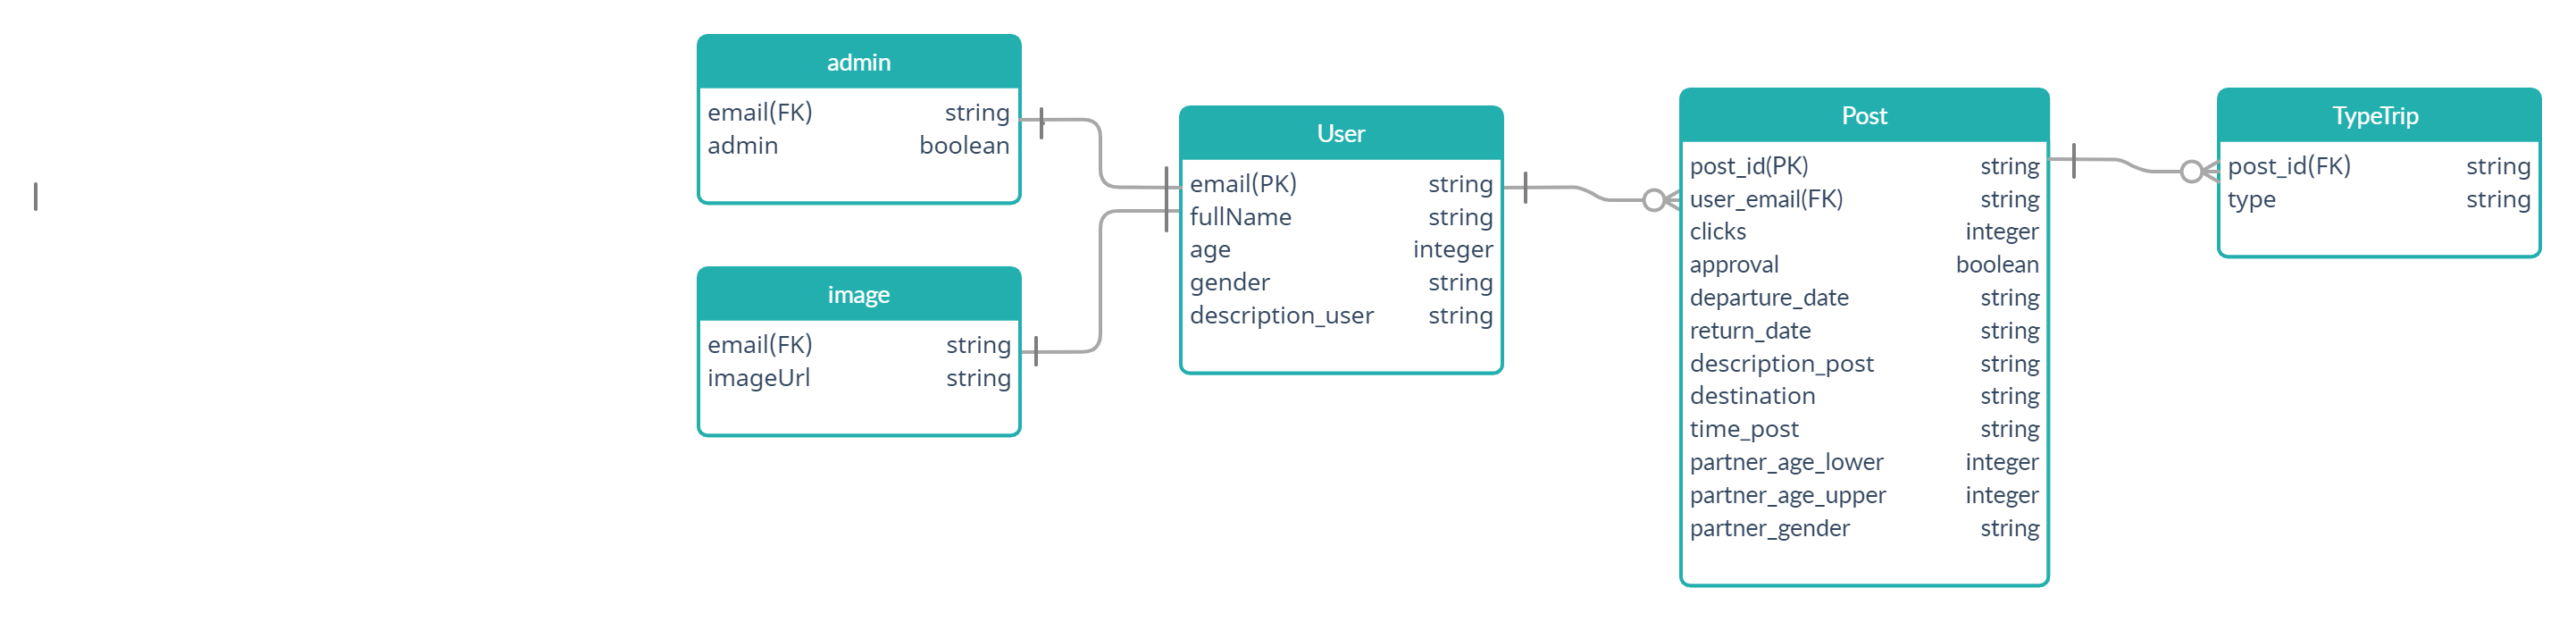 admin
email(FK) string
admin boolean
image
email(FK) string
imageUrl string
User
email(PK) string
fullName string
age integer
gender string
description_user string
Post
post_id(PK) string
user_email(FK) string
clicks integer
approval boolean
departure_date string
return_date string
description_post string
destination string
time_post string
partner_age_lower integer
partner_age_upper integer
partner_gender string
TypeTrip
post_id(FK) string
type string